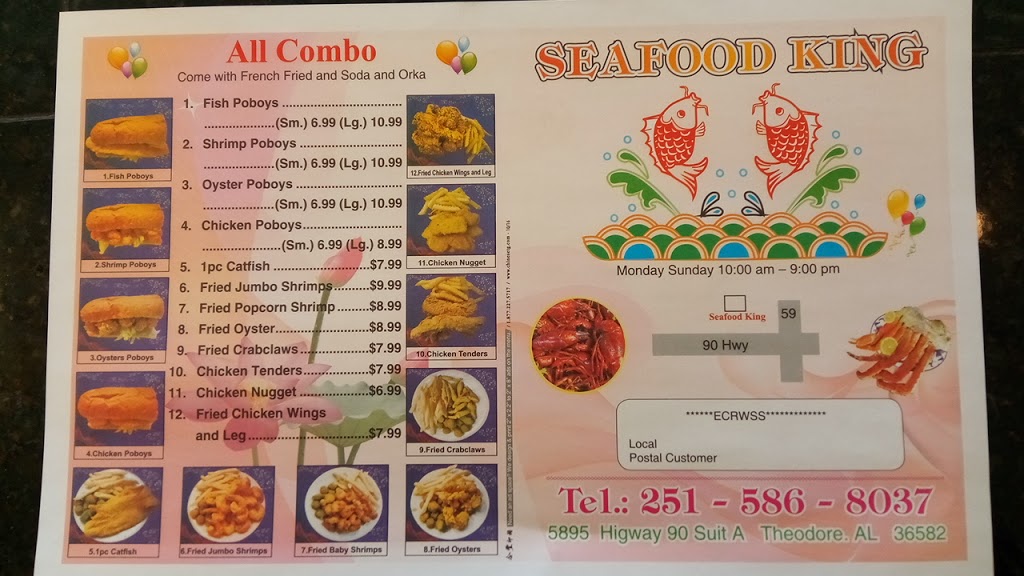 All Combo
Come with French Fried and Soda and Orka
1. Fish Poboys ................................
....................(Sm.) 6.99 (Lg.) 10.99
2. Shrimp Poboys ...........................
....................(Sm.) 6.99 (Lg.) 10.99
3. Oyster Poboys ...........................
....................(Sm.) 6.99 (Lg.) 10.99
4. Chicken Poboys.........................
......................(Sm.) 6.99 (Lg.) 8.99
5. 1pc Catfish .........................$7.99
6. Fried Jumbo Shrimps.........$9.99
7. Fried Popcorn Shrimp ........$8.99
8. Fried Oyster........................$8.99
9. Fried Crabclaws.................$7.99
10. Chicken Tenders................$7.99
11. Chicken Nugget .................$6.99
12. Fried Chicken Wings
and Leg..............................$7.99
1.Fish Poboys
2.Shrimp Poboys
3.Oysters Poboys
4.Chicken Poboys
5.1pc Catfish
6.Fried Jumbo Shrimps
7.Fried Baby Shrimps
8.Fried Oysters
9.Fried Crabclaws
10.Chicken Tenders
11.Chicken Nugget
12.Fried Chicken Wings and Leg
SEAFOOD KING
Monday Sunday 10:00 am – 9:00 pm
Seafood King
59
90 Hwy
******ECRWSS*************
Local
Postal Customer
Tel.: 251 - 586 - 8037
5895 Higway 90 Suit A Theodore. AL 36582